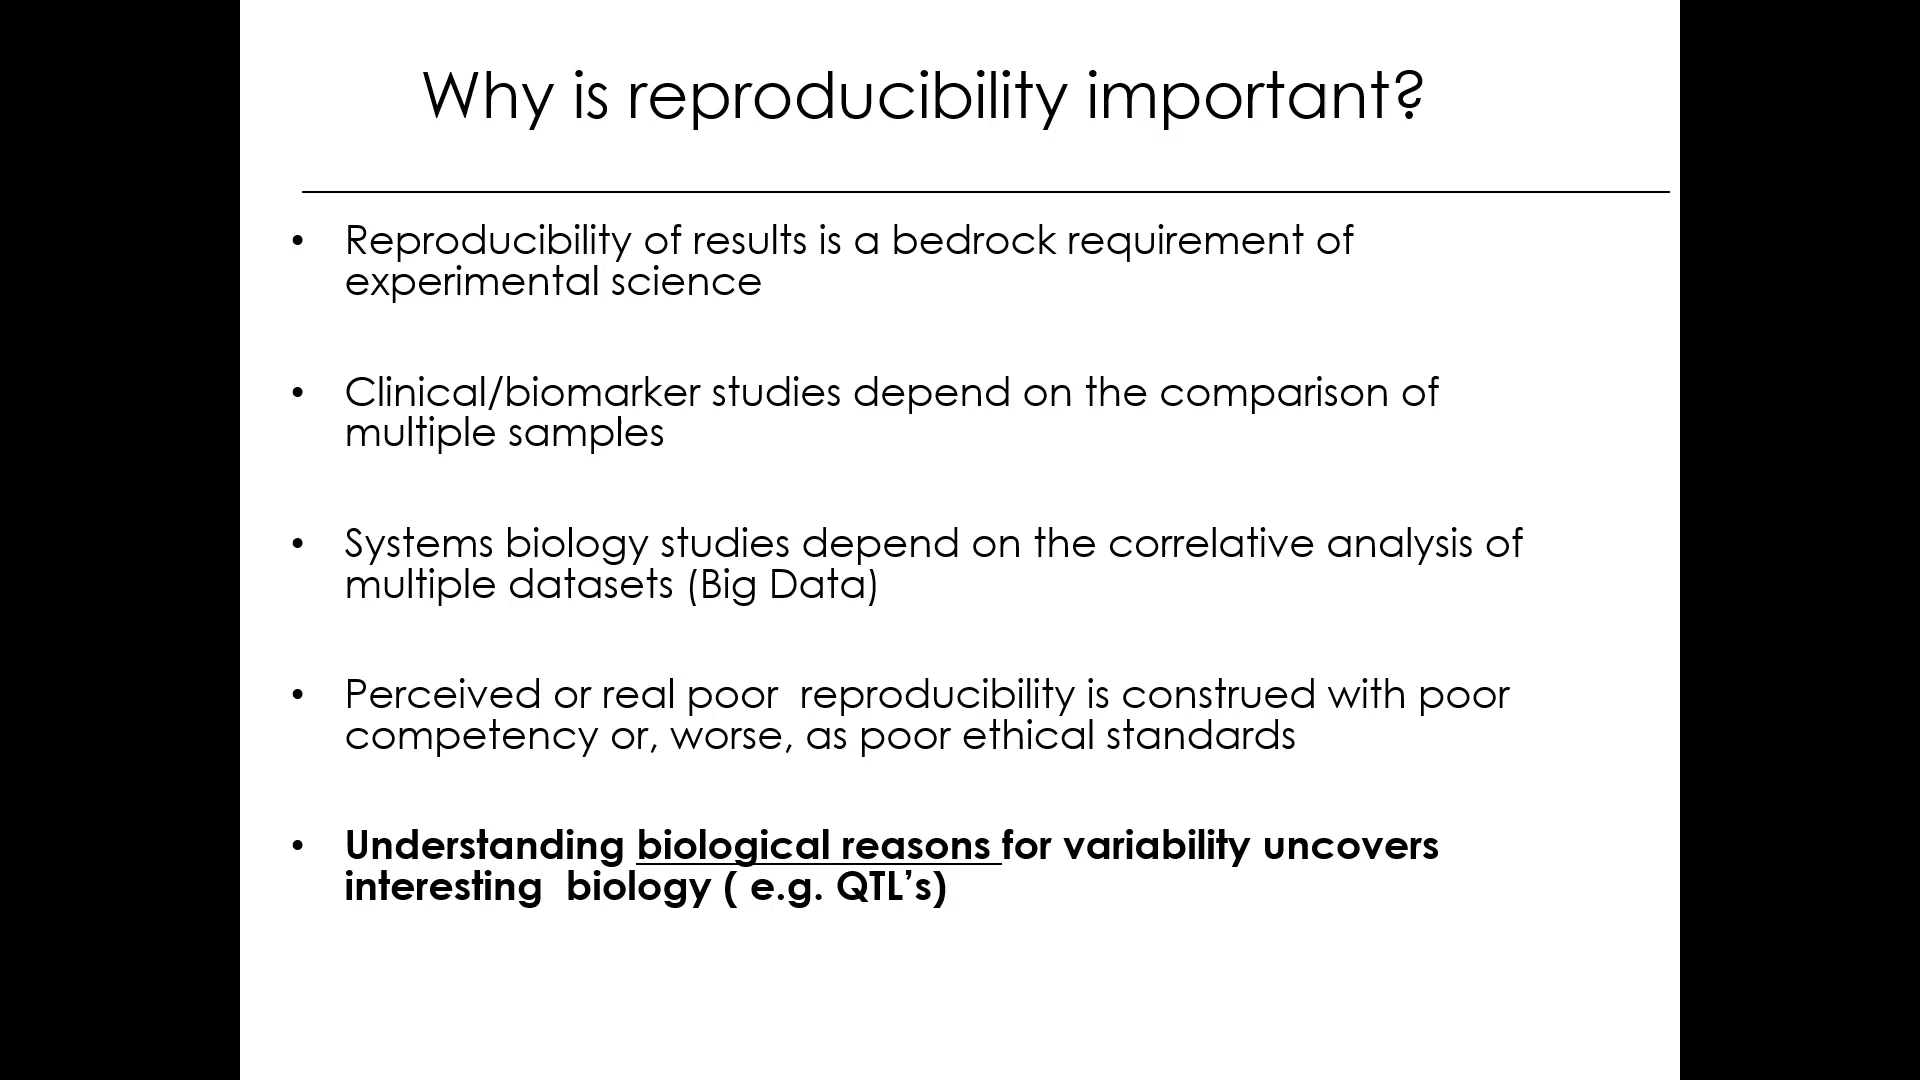 Why is reproducibility important?
• Reproducibility of results is a bedrock requirement of
experimental science
• Clinical/biomarker studies depend on the comparison of
multiple samples
• Systems biology studies depend on the correlative analysis of
multiple datasets (Big Data)
• Perceived or real poor  reproducibility is construed with poor
competency or, worse, as poor ethical standards
• Understanding biological reasons for variability uncovers
interesting  biology ( e.g. QTL’s)